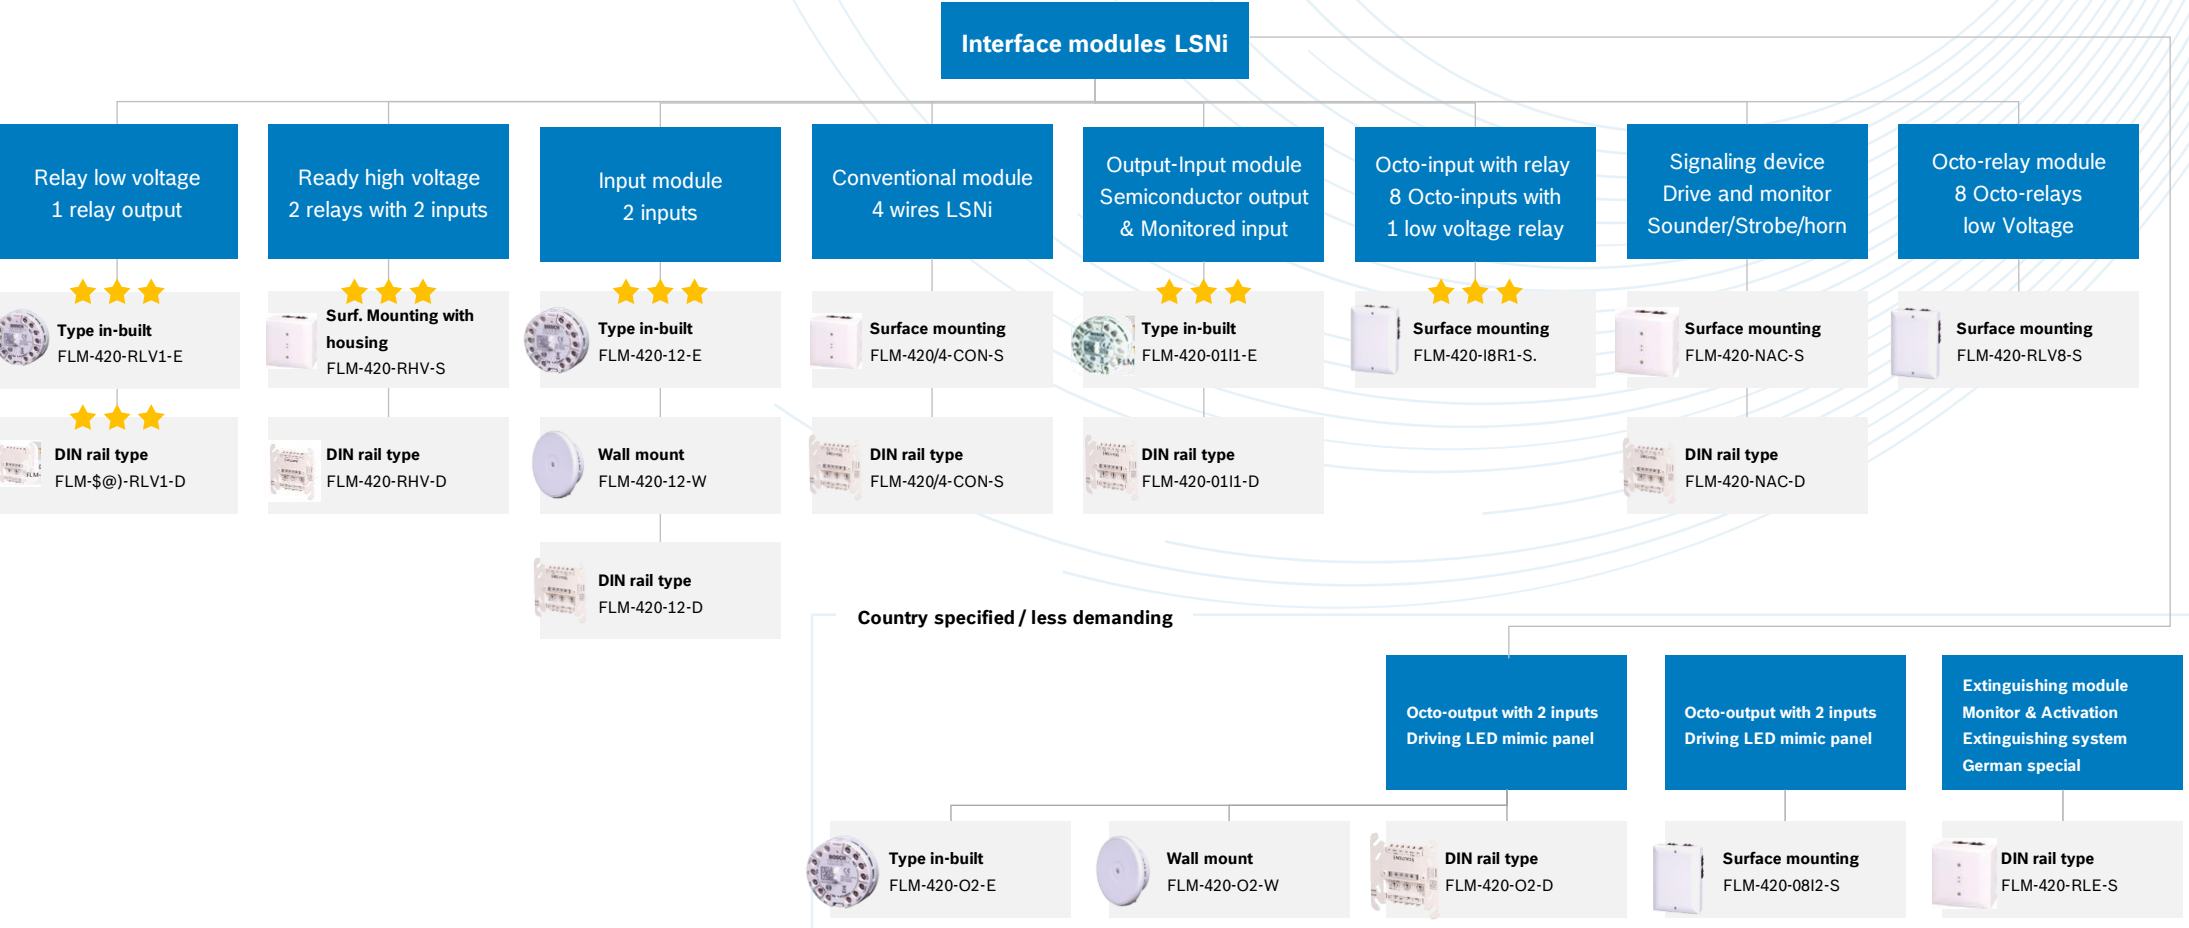 Interface modules LSNi
Relay low voltage
1 relay output
Type in-built
FLM-420-RLV1-E
DIN rail type
FLM-$@)-RLV1-D
Ready high voltage
2 relays with 2 inputs
Surf. Mounting with
housing
FLM-420-RHV-S
DIN rail type
FLM-420-RHV-D
Input module
2 inputs
Type in-built
FLM-420-12-E
Wall mount
FLM-420-12-W
DIN rail type
FLM-420-12-D
Conventional module
4 wires LSNi
Surface mounting
FLM-420/4-CON-S
DIN rail type
FLM-420/4-CON-S
Output-Input module
Semiconductor output
& Monitored input
Type in-built
FLM-420-01I1-E
DIN rail type
FLM-420-01I1-D
Octo-input with relay
8 Octo-inputs with
1 low voltage relay
Surface mounting
FLM-420-I8R1-S.
Signaling device
Drive and monitor
Sounder/Strobe/horn
Surface mounting
FLM-420-NAC-S
DIN rail type
FLM-420-NAC-D
Octo-relay module
8 Octo-relays
low Voltage
Surface mounting
FLM-420-RLV8-S
Country specified / less demanding
Octo-output with 2 inputs
Driving LED mimic panel
Type in-built
FLM-420-O2-E
Wall mount
FLM-420-O2-W
DIN rail type
FLM-420-O2-D
Octo-output with 2 inputs
Driving LED mimic panel
Surface mounting
FLM-420-08I2-S
Extinguishing module
Monitor & Activation
Extinguishing system
German special
DIN rail type
FLM-420-RLE-S